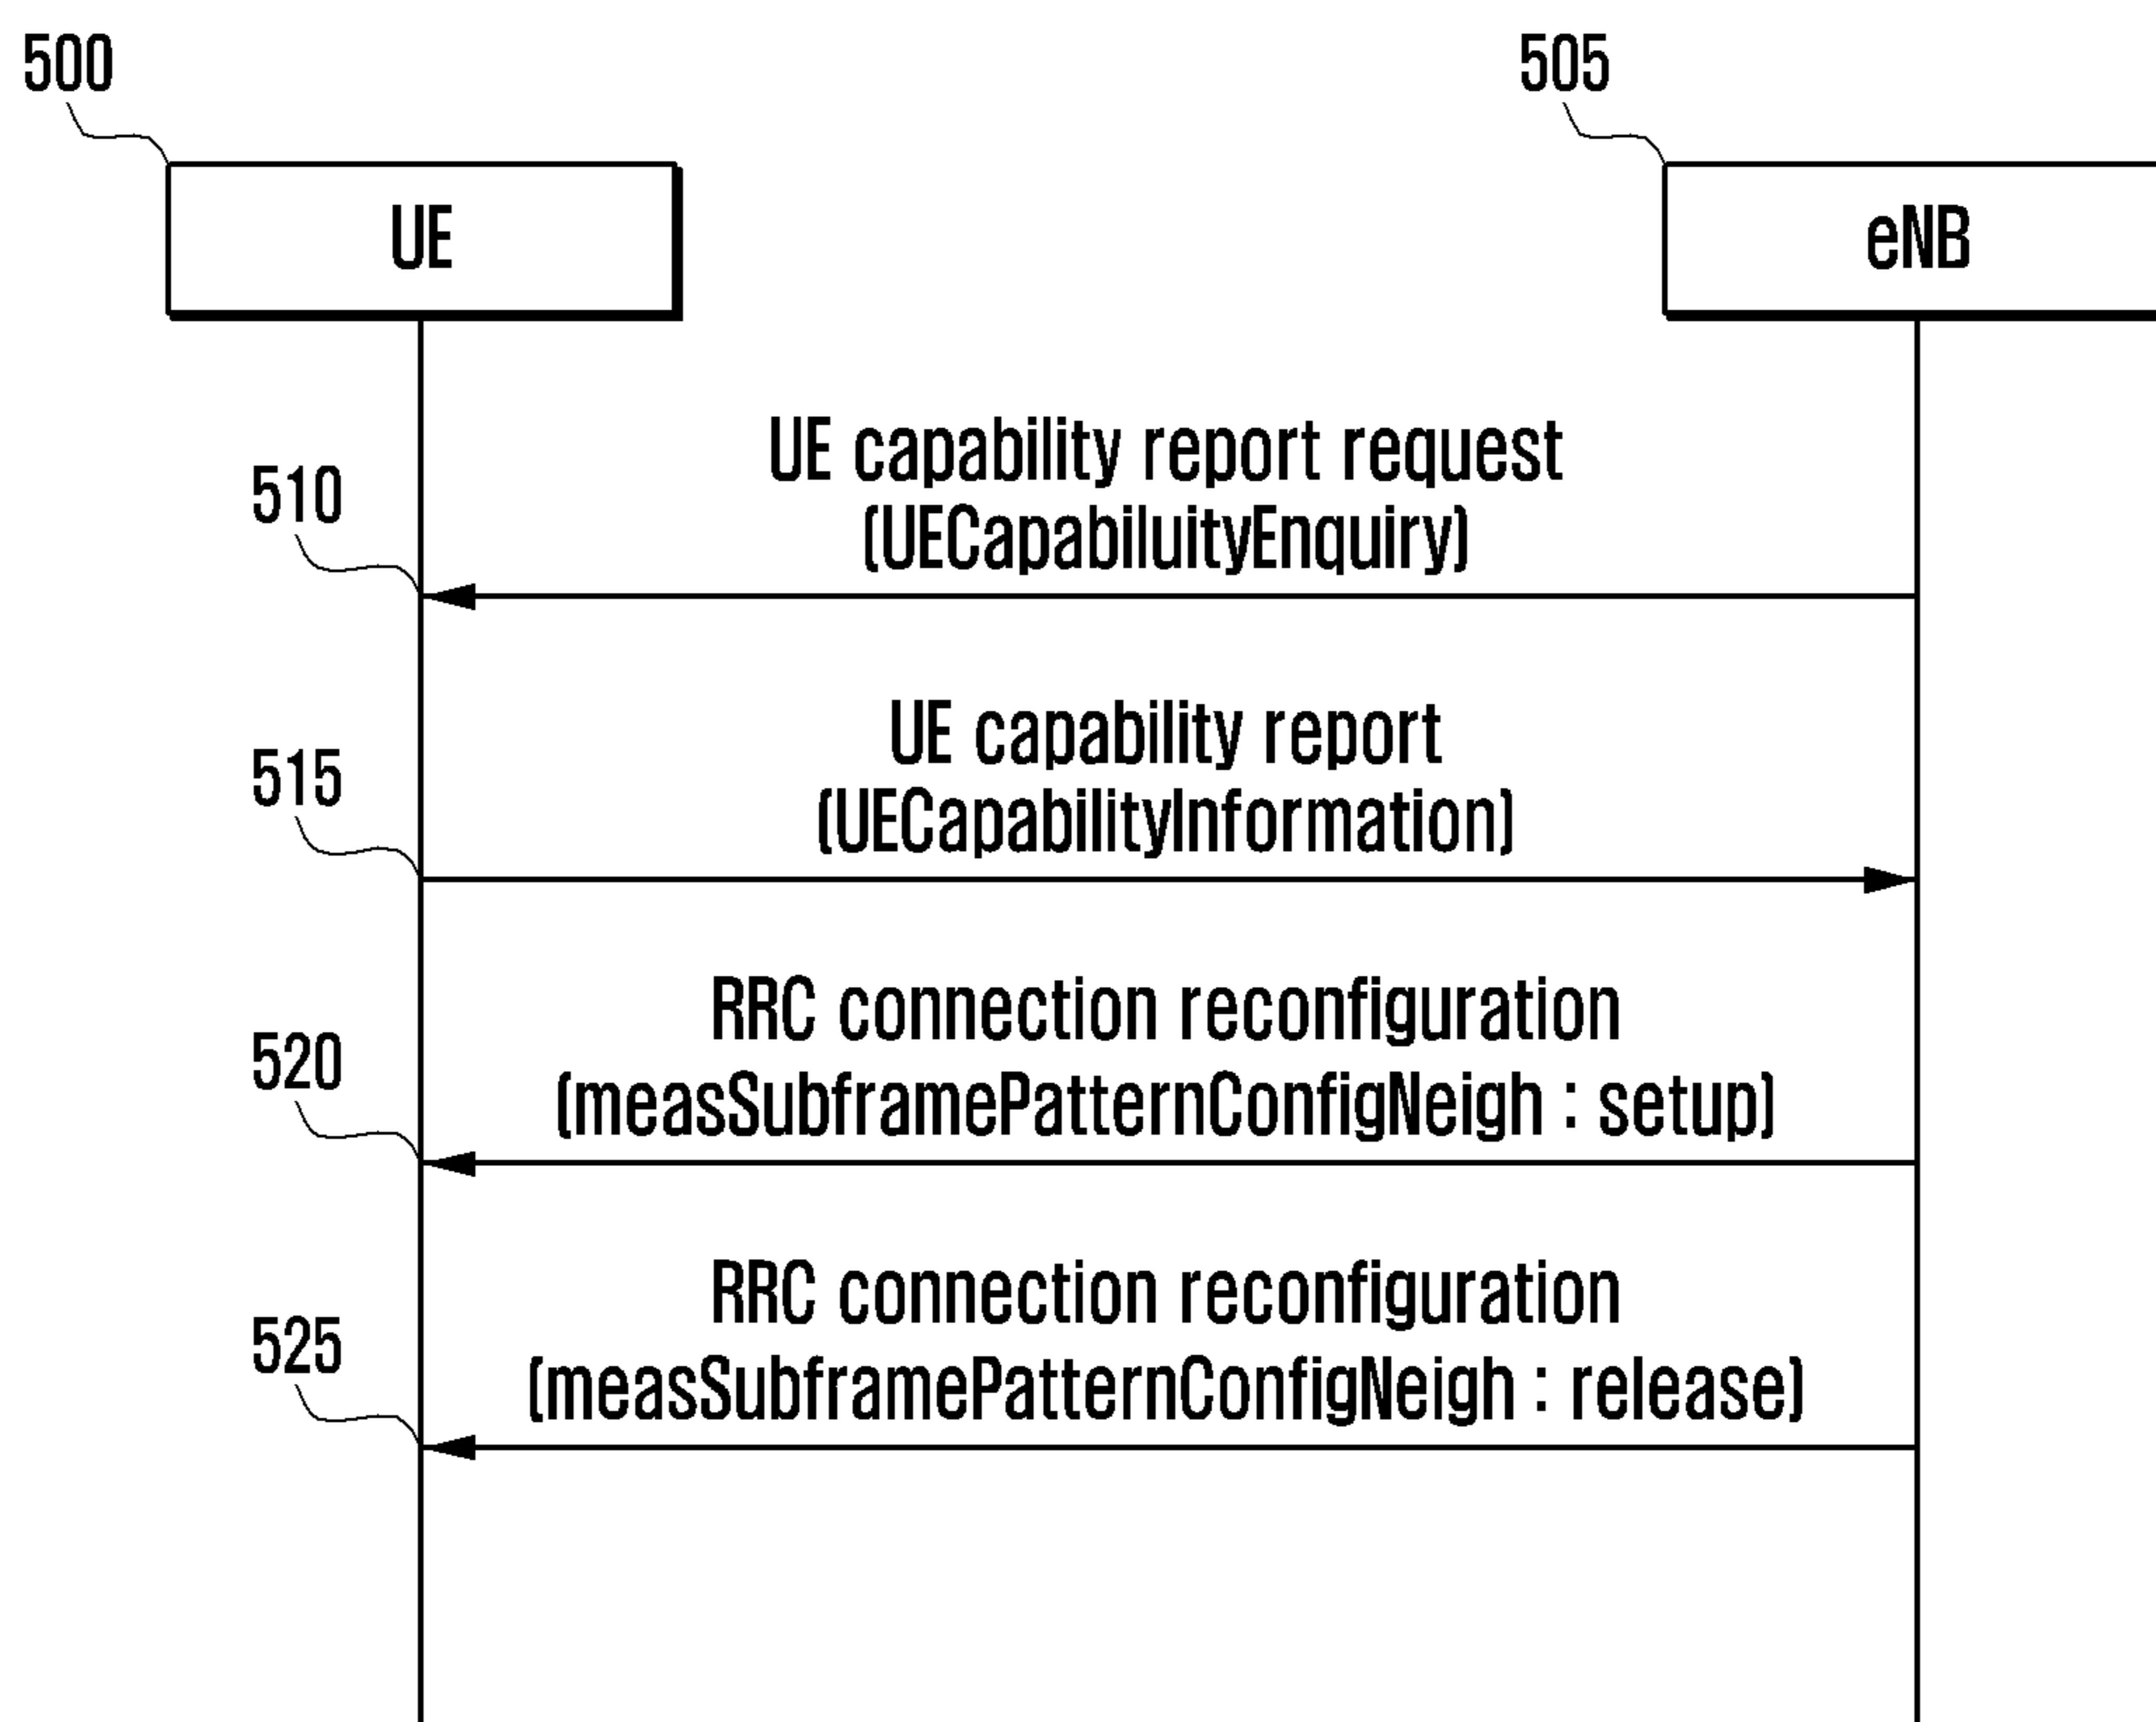 500
505
UE
eNB
UE capability report request
510
(UECapabiluityEnquiry)
UE capability report
515
(UECapabilityInformation)
RRC connection reconfiguration
520
(measSubframePatternConfigNeigh : setup)
RRC connection reconfiguration
525
(measSubframePatternConfigNeigh : release)